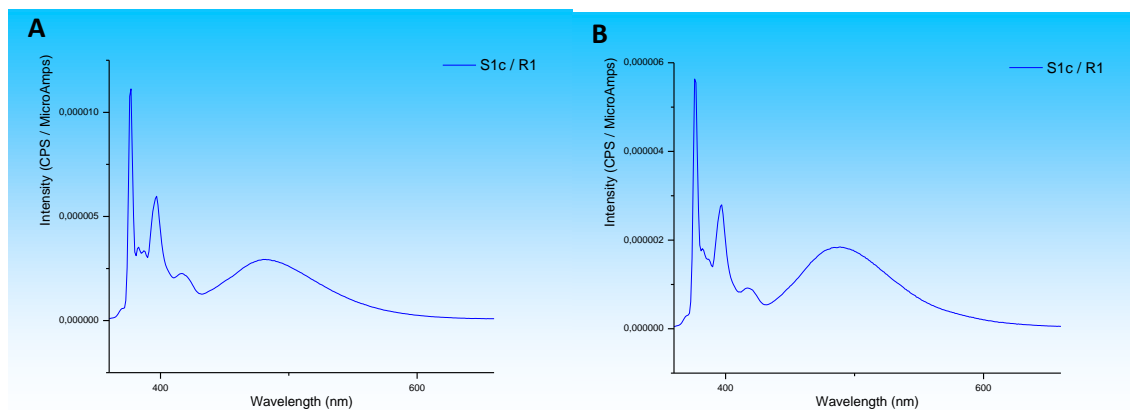 A
S1c / R1
Intensity (CPS / MicroAmps)
0,000010
0,000005
0,000000
400
600
Wavelength (nm)
B
S1c / R1
Intensity (CPS / MicroAmps)
0,000006
0,000004
0,000002
0,000000
400
600
Wavelength (nm)